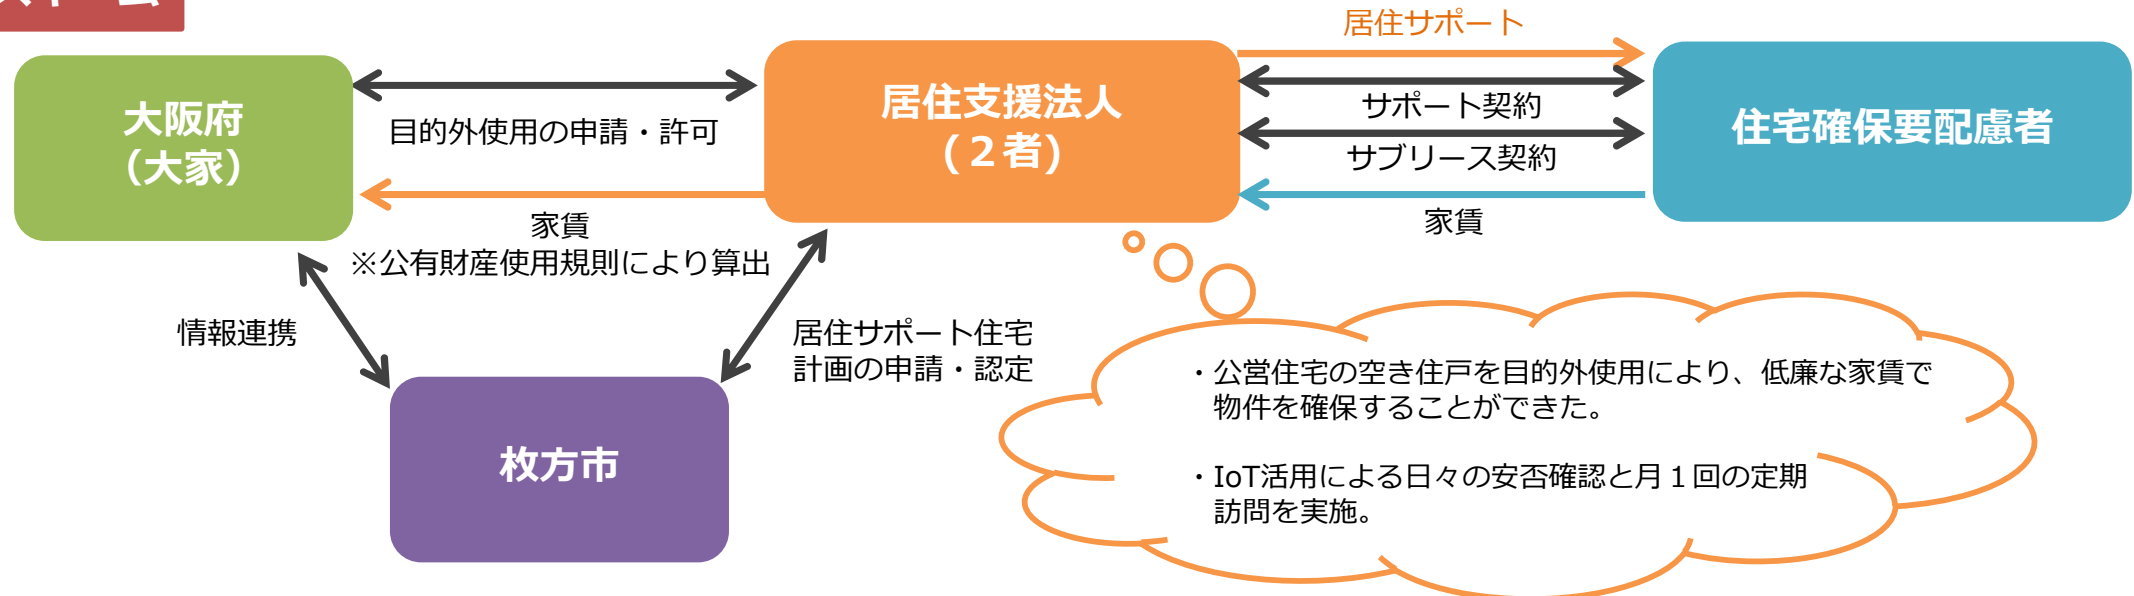 居住サポート
大阪府
（大家）
目的外使用の申請・許可
居住支援法人
（２者）
サポート契約
サブリース契約
住宅確保要配慮者
家賃
※公有財産使用規則により算出
家賃
情報連携
居住サポート住宅
計画の申請・認定
枚方市
・公営住宅の空き住戸を目的外使用により、低廉な家賃で
物件を確保することができた。
・IoT活用による日々の安否確認と月１回の定期
訪問を実施。